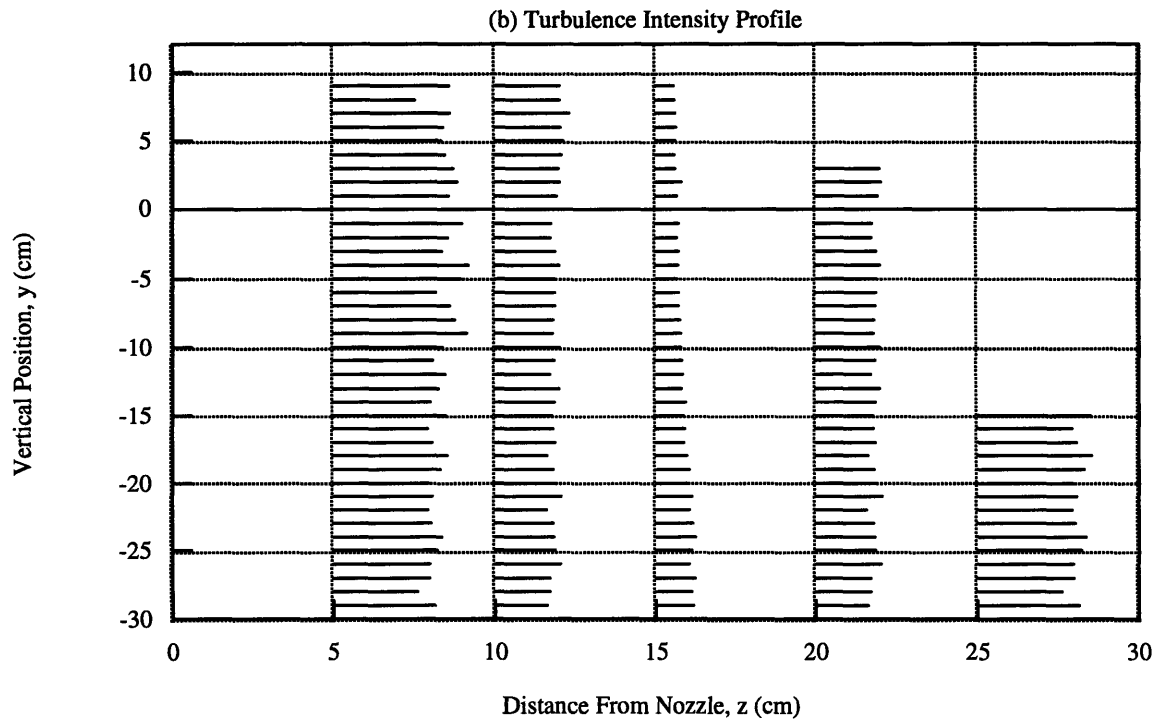 (b) Turbulence Intensity Profile
10
5
0
-5
-10
-15
-20
-25
-30
Vertical Position, y (cm)
0 5 10 15 20 25 30
Distance From Nozzle, z (cm)